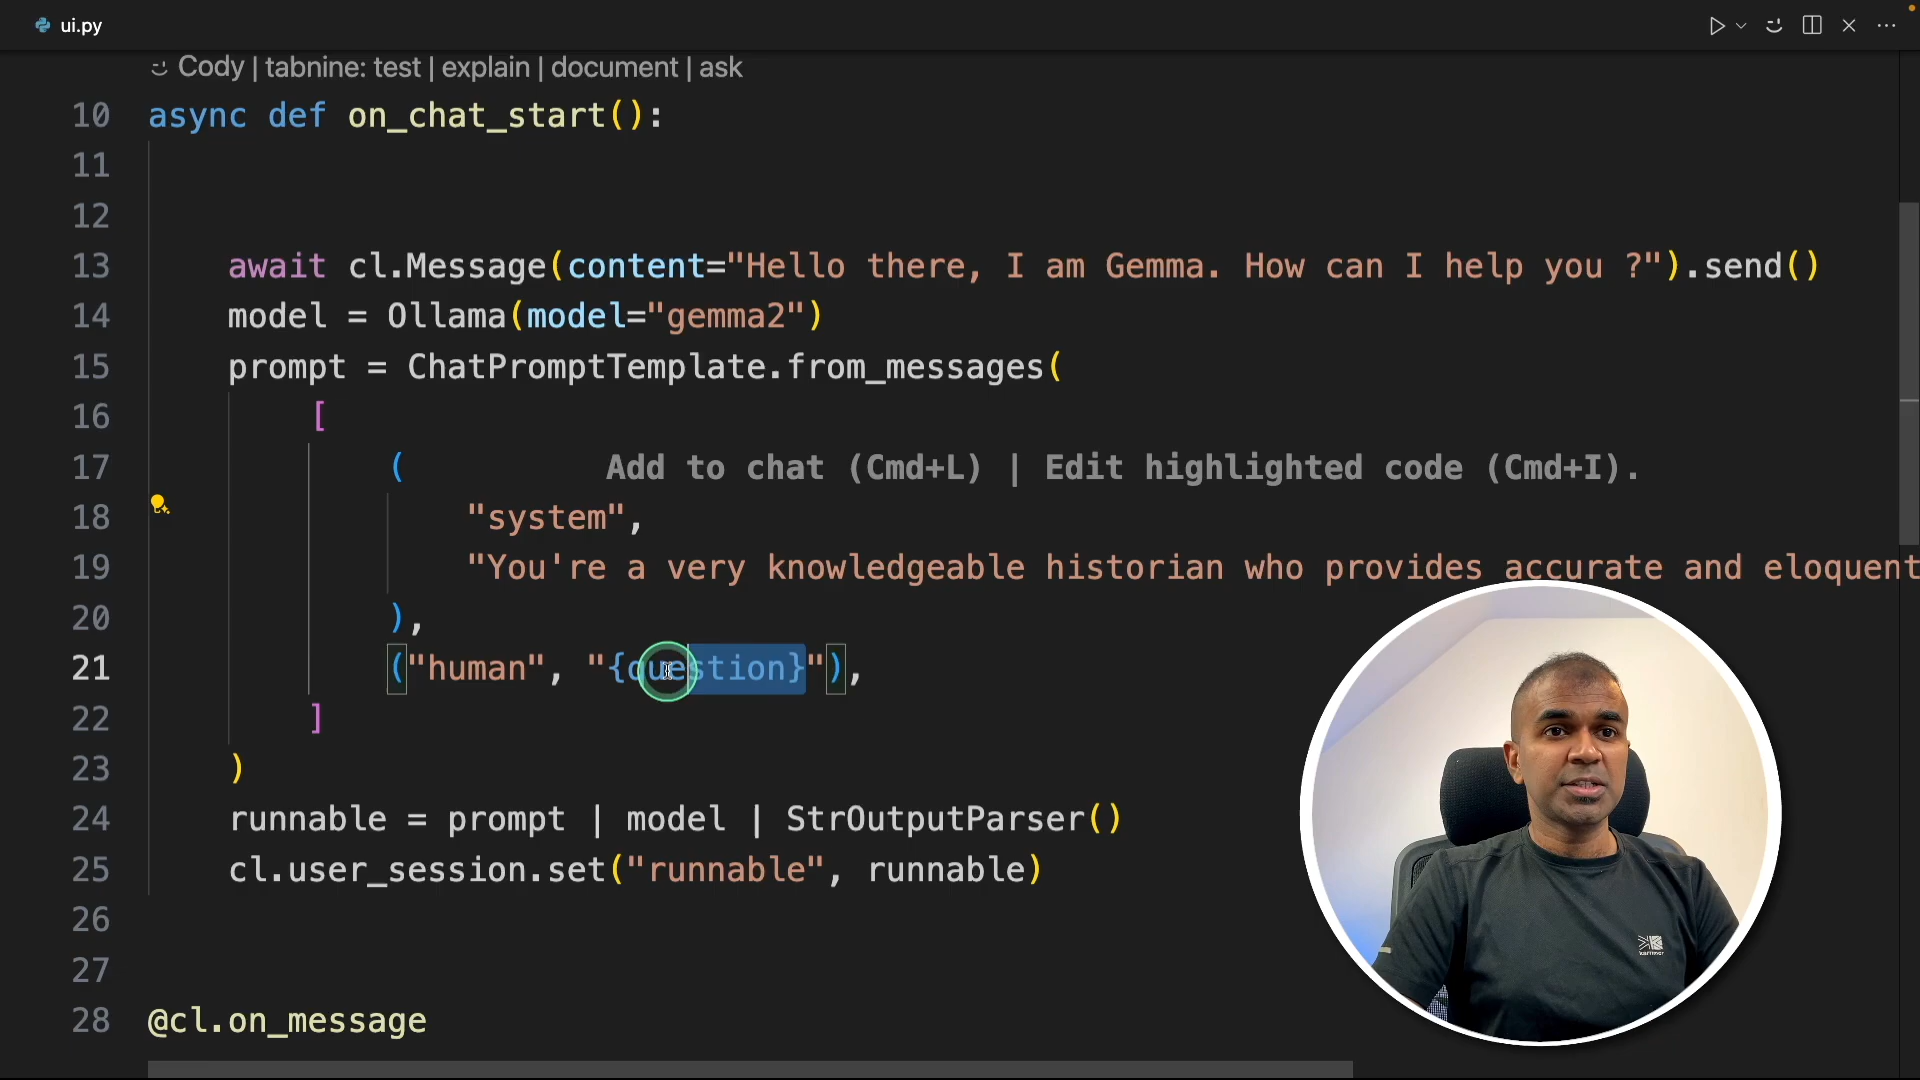 ui.py
Cody | tabnine: test | explain | document | ask
10 async def on_chat_start():
11
12
13 await cl.Message(content="Hello there, I am Gemma. How can I help you ?").send()
14 model = Ollama(model="gemma2")
15 prompt = ChatPromptTemplate.from_messages(
16 [
17 ( Add to chat (Cmd+L) | Edit highlighted code (Cmd+I).
18 "system",
19 "You're a very knowledgeable historian who provides accurate and eloquent
20 ),
21 ("human", "{question}"),
22 ]
23 )
24 runnable = prompt | model | StrOutputParser()
25 cl.user_session.set("runnable", runnable)
26
27
28 @cl.on_message